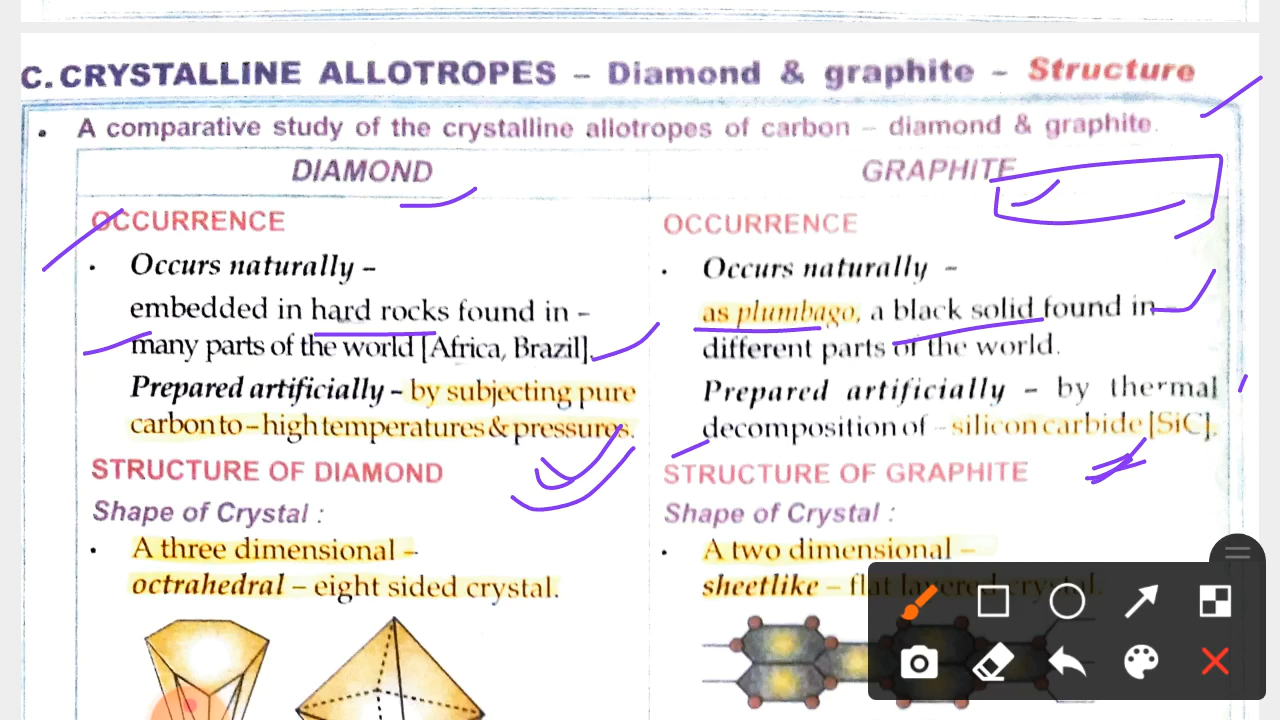 C. CRYSTALLINE ALLOTROPES – Diamond & graphite – Structure
• A comparative study of the crystalline allotropes of carbon – diamond & graphite.
DIAMOND
OCCURRENCE
• Occurs naturally –
embedded in hard rocks found in –
many parts of the world [Africa, Brazil].
Prepared artificially – by subjecting pure
carbon to – high temperatures & pressures.
STRUCTURE OF DIAMOND
Shape of Crystal :
• A three dimensional –
octrahedral – eight sided crystal.
GRAPHITE
OCCURRENCE
• Occurs naturally –
as plumbago, a black solid found in –
different parts of the world.
Prepared artificially – by thermal
decomposition of – silicon carbide [SiC].
STRUCTURE OF GRAPHITE
Shape of Crystal :
• A two dimensional –
sheetlike – flat layered crystal.